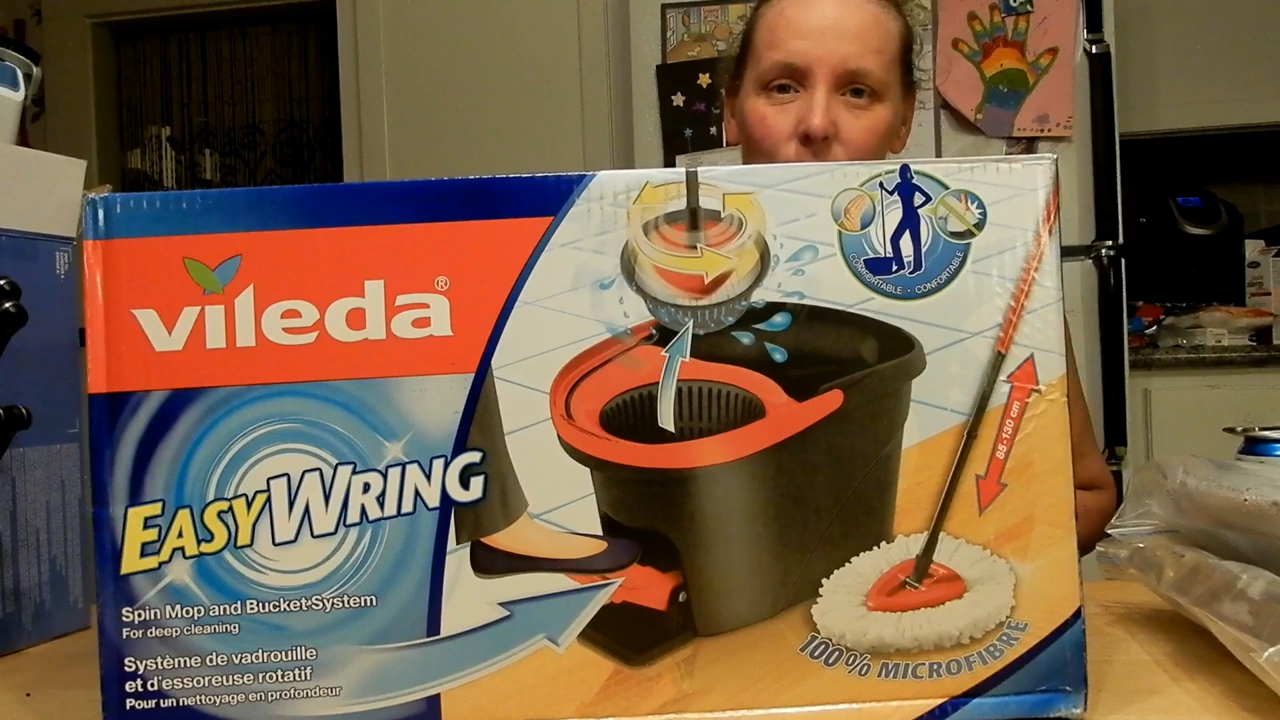 vileda®
EASYWRING
Spin Mop and Bucket System
For deep cleaning
Système de vadrouille
et d'essoreuse rotatif
Pour un nettoyage en profondeur
COMFORTABLE • CONFORTABLE
85-130 cm
100% MICROFIBRE